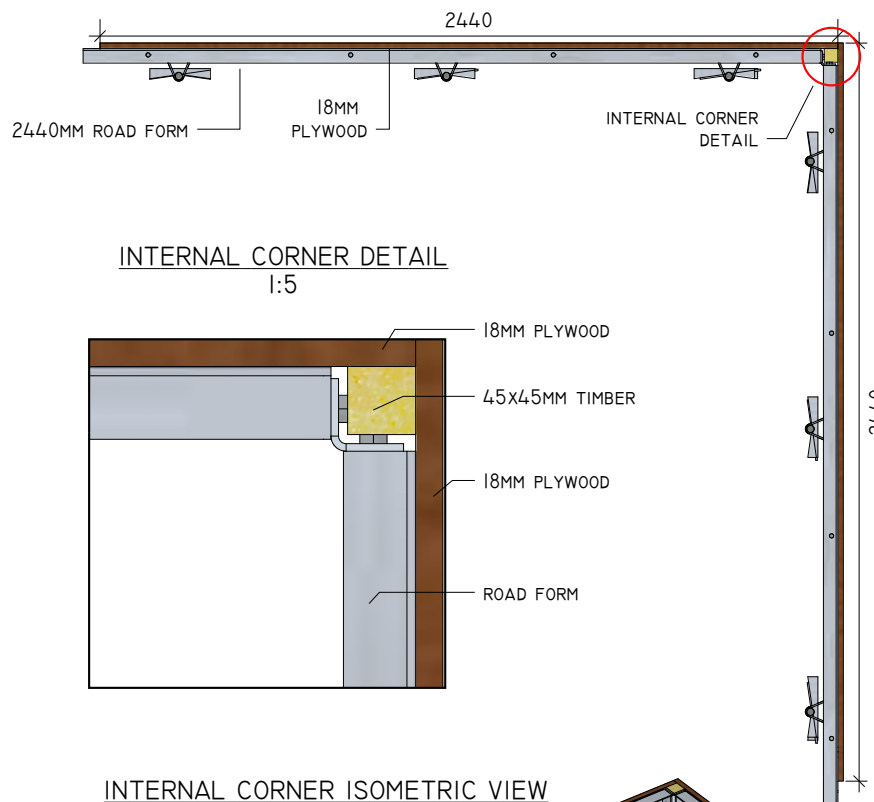 2440
2440MM ROAD FORM
18MM
PLYWOOD
INTERNAL CORNER
DETAIL
INTERNAL CORNER DETAIL
1:5
18MM PLYWOOD
45X45MM TIMBER
18MM PLYWOOD
ROAD FORM
INTERNAL CORNER ISOMETRIC VIEW